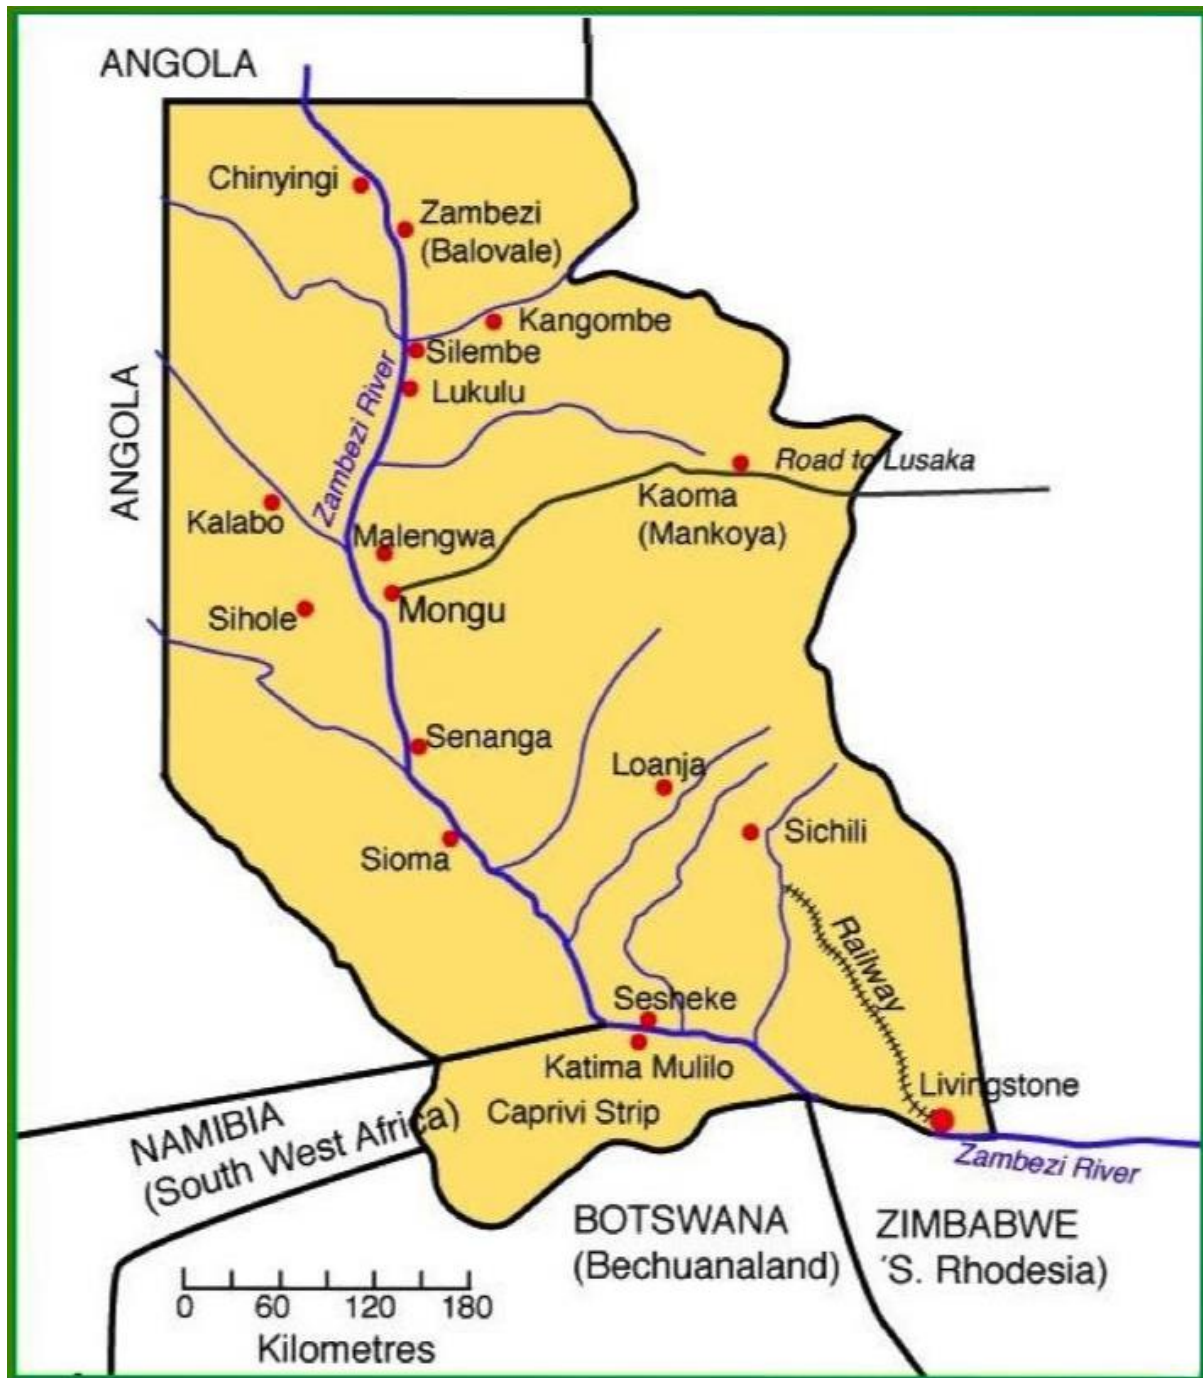 ANGOLA
Chinyingi
Zambezi
(Balovale)
Kangombe
Silembe
Lukulu
Zambezi River
ANGOLA
Road to Lusaka
Kaoma
(Mankoya)
Kalabo
Malengwa
Mongu
Sihole
Senanga
Loanja
Sichili
Sioma
Railway
Sesheke
Katima Mulilo
Livingstone
Caprivi Strip
NAMIBIA
(South West Africa)
Zambezi River
BOTSWANA
(Bechuanaland)
ZIMBABWE
'S. Rhodesia)
0 60 120 180
Kilometres